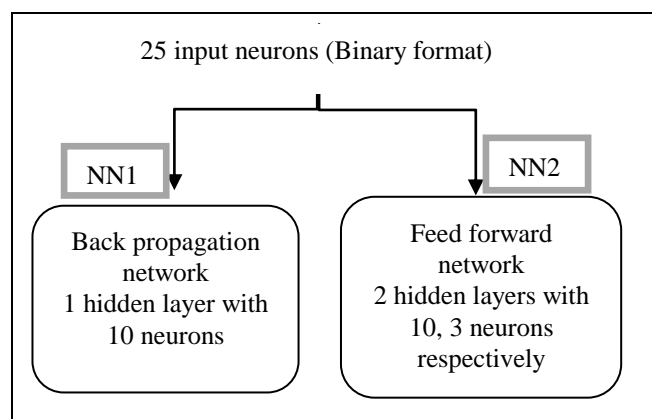 25 input neurons (Binary format)
NN1
NN2
Back propagation
network
1 hidden layer with
10 neurons
Feed forward
network
2 hidden layers with
10, 3 neurons
respectively